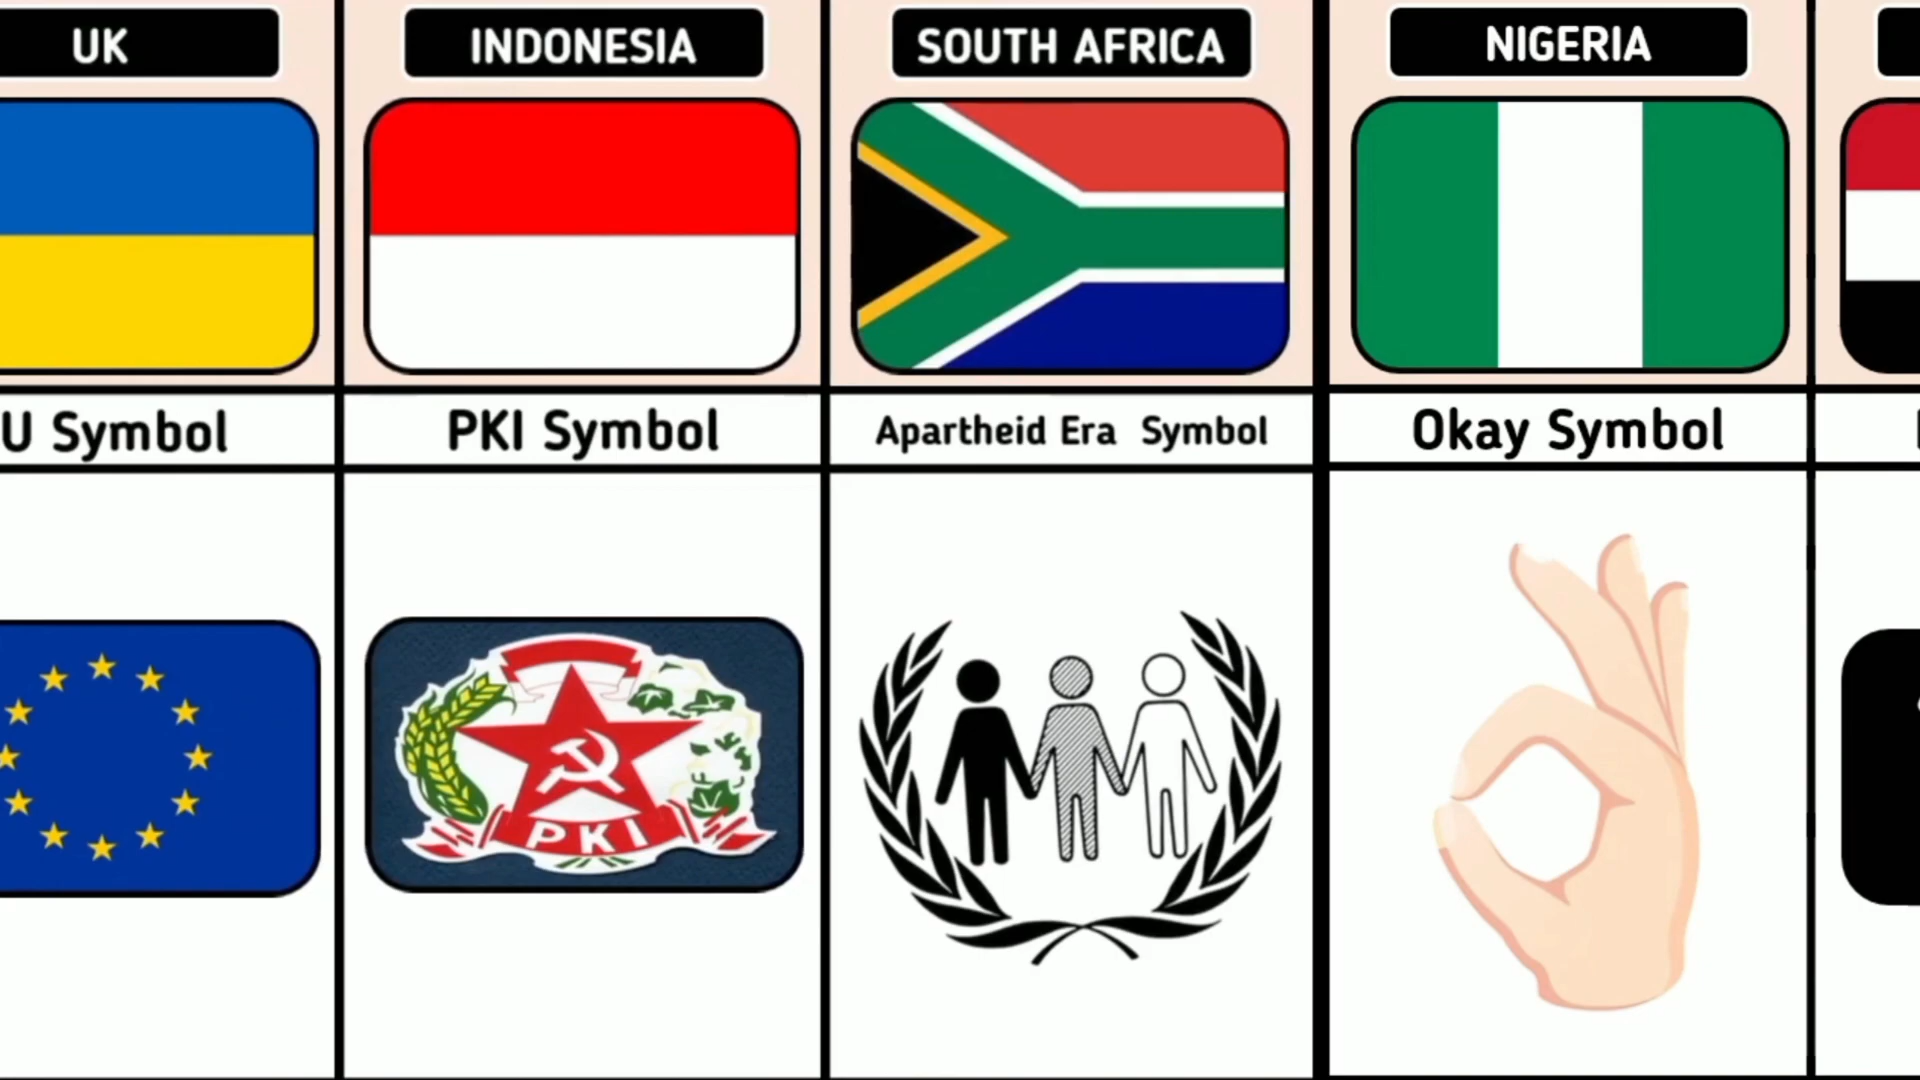 UK
INDONESIA
SOUTH AFRICA
NIGERIA
U Symbol
PKI Symbol
Apartheid Era Symbol
Okay Symbol
PKI